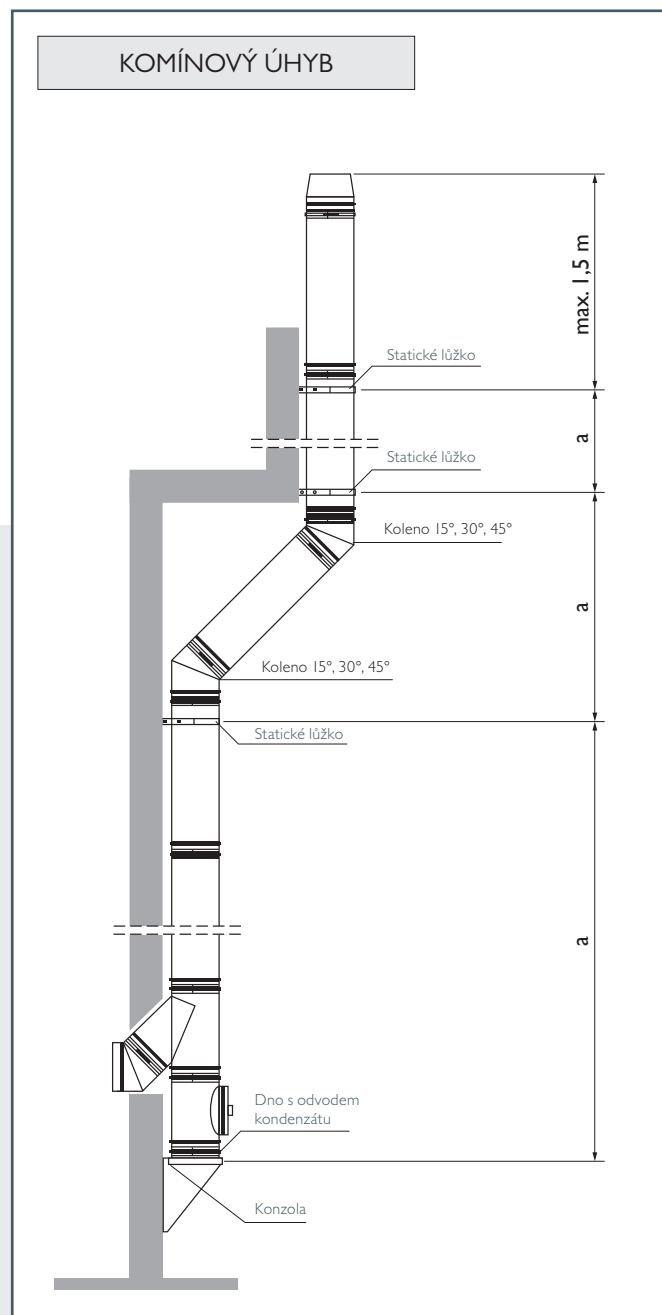 KOMÍNOVÝ ÚHYB
max. 1,5 m
Statické lůžko
a
Statické lůžko
Koleno 15°, 30°, 45°
a
Koleno 15°, 30°, 45°
Statické lůžko
a
Dno s odvodem
kondenzátu
Konzola